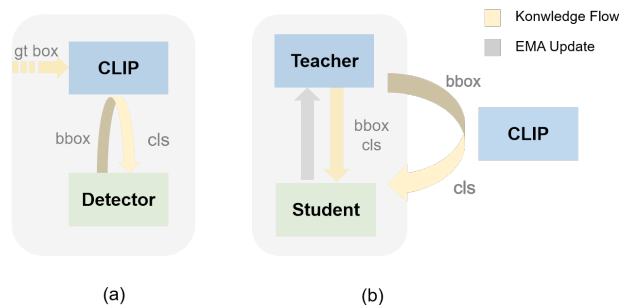 gt box
CLIP
bbox
cls
Detector
(a)
Teacher
bbox
cls
Student
bbox
CLIP
cls
(b)
Konwledge Flow
EMA Update